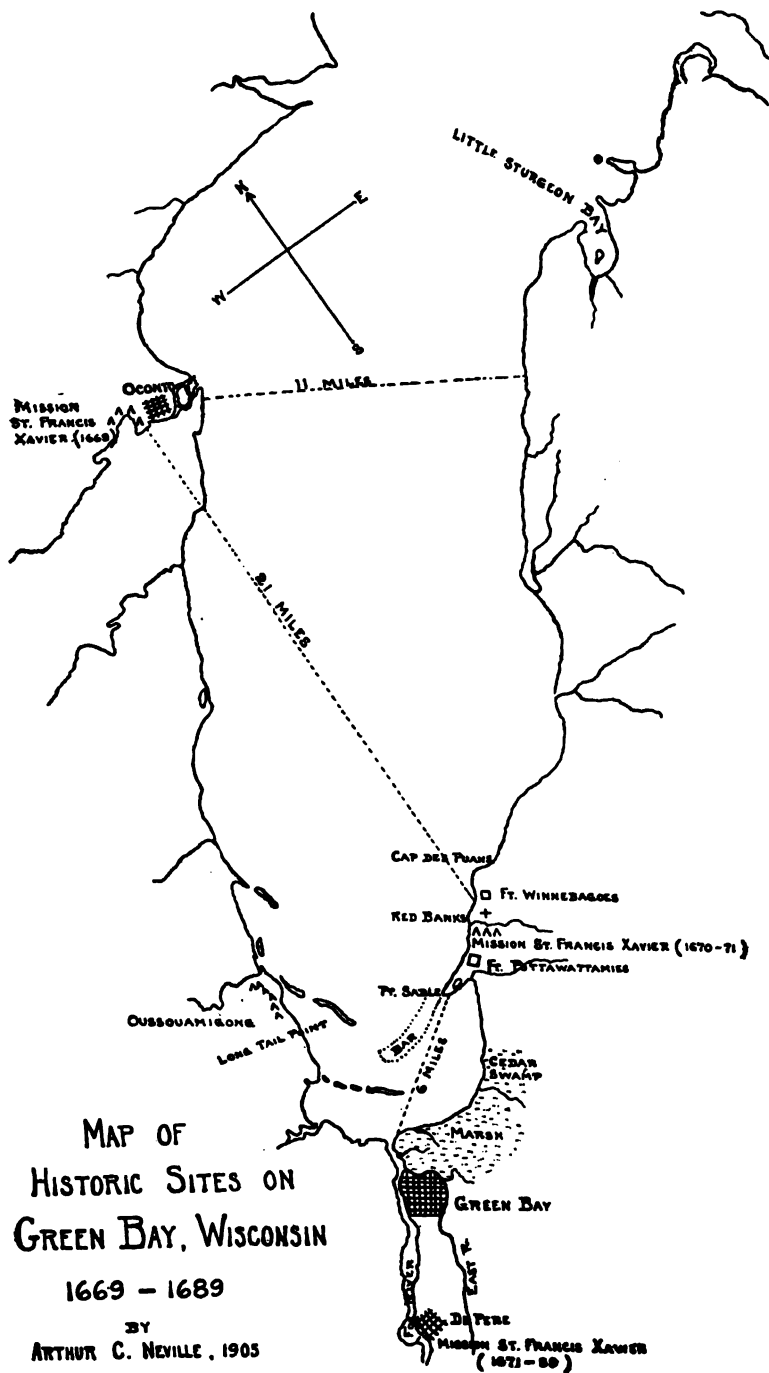 LITTLE STURGEON BAY
N
E
W
S
OCONTO
11 MILES
MISSION
ST. FRANCIS
XAVIER (1669)
21 MILES
CAP DES PUANS
FT. WINNEBAGOES
RED BANKS
MISSION ST. FRANCIS XAVIER (1670-71)
FT. POTTAWATTAMIES
PT. SABLE
OUSSOUAMIGONG
LONG TAIL POINT
BAR
6 MILES
CEDAR
SWAMP
MARSH
GREEN BAY
RIVER
EAST R.
DE PERE
MISSION ST. FRANCIS XAVIER
(1671-89)
MAP OF
HISTORIC SITES ON
GREEN BAY, WISCONSIN
1669 – 1689
BY
ARTHUR C. NEVILLE, 1905